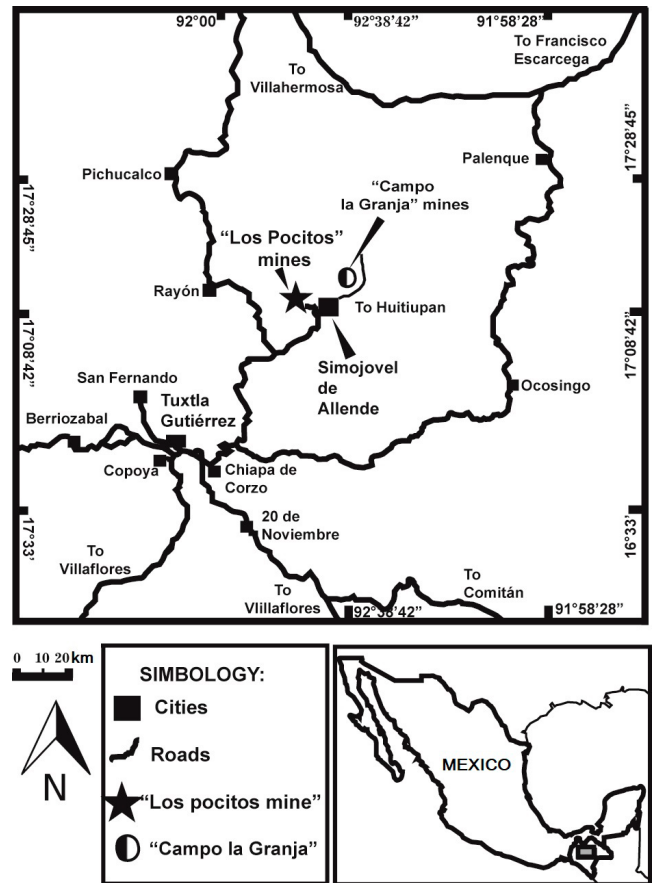 92°00
92°38'42”
91°58'28”
To Francisco
Escarcega
To
Villahermosa
17°28'45”
17°28'45”
Palenque
Pichucalco
“Campo
la Granja” mines
“Los Pocitos”
mines
Rayón
To Huitiupan
17°08'42”
17°08'42”
Simojovel
de
Allende
San Fernando
Tuxtla
Gutiérrez
Ocosingo
Berriozabal
Copoya
Chiapa de
Corzo
17°33'
16°33'
20 de
Noviembre
To
Villaflores
To
Vlillaflores
To
Comitán
92°38'42”
91°58'28”
0 10 20km
N
SIMBOLOGY:
Cities
Roads
“Los pocitos mine”
“Campo la Granja”
MEXICO